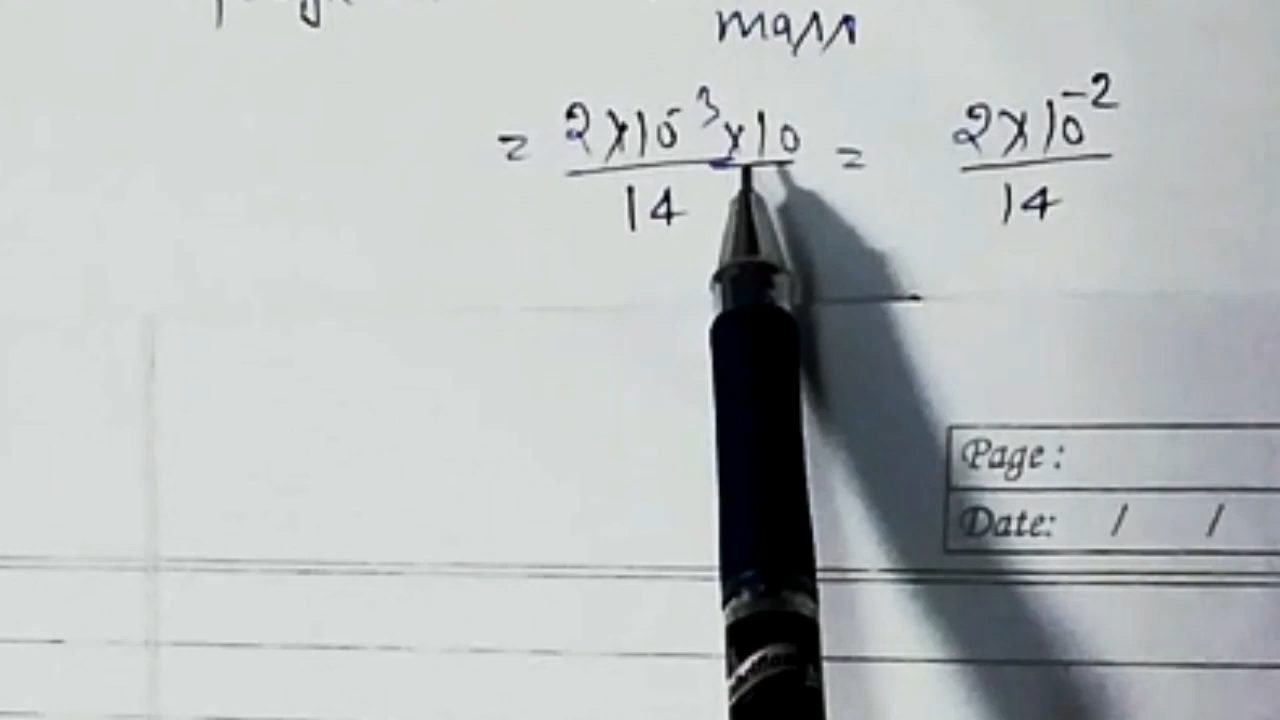 mass
= 2×10⁻³×10 / 14 = 2×10⁻² / 14
Page :
Date: / /